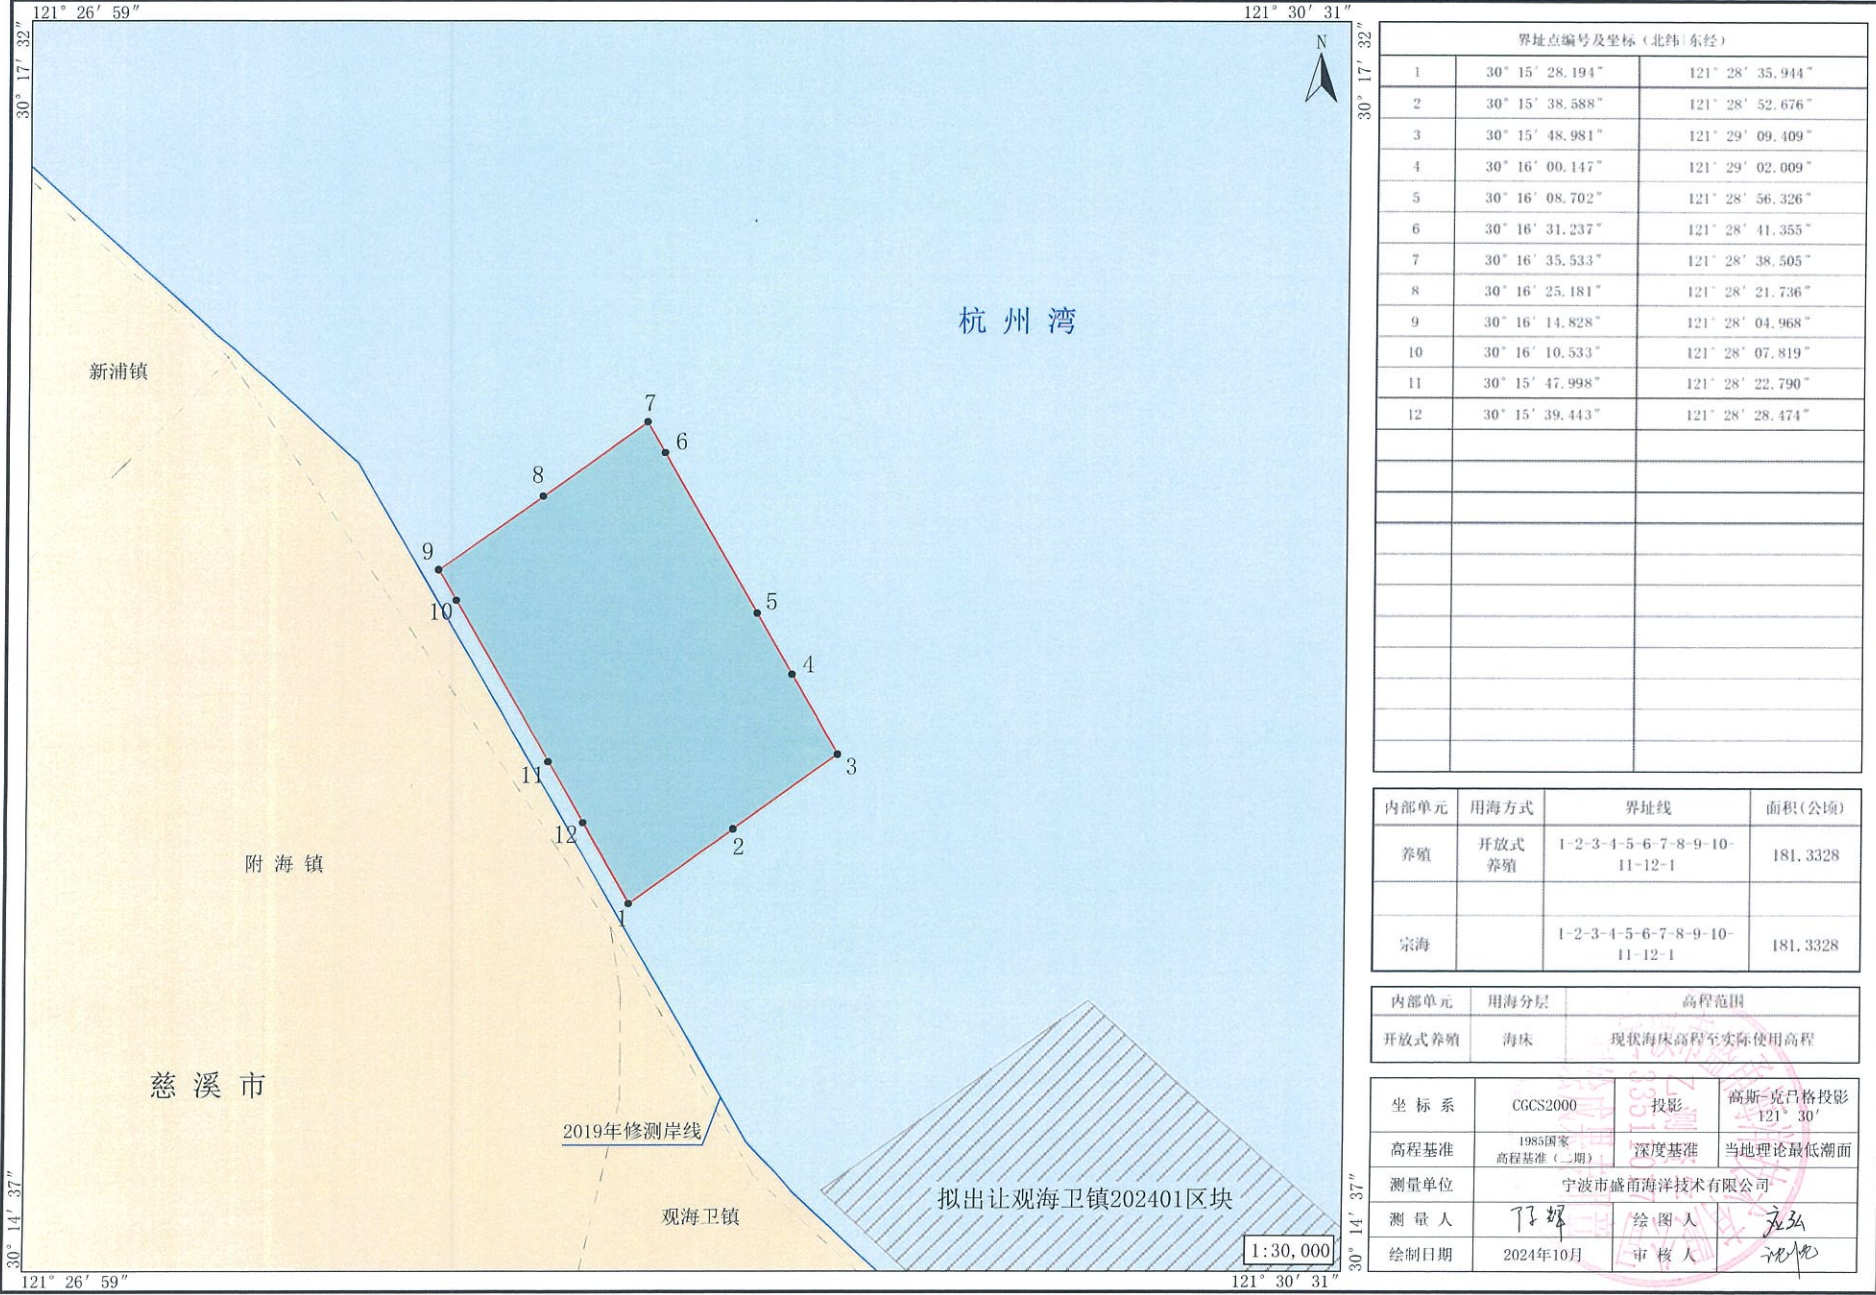 121° 26′ 59″
121° 30′ 31″
30° 17′ 32″
30° 17′ 32″
N
杭 州 湾
新浦镇
7
6
8
9
10
5
4
3
11
12
2
1
附 海 镇
慈 溪 市
2019年修测岸线
观海卫镇
拟出让观海卫镇202401区块
1:30,000
30° 14′ 37″
30° 14′ 37″
121° 26′ 59″
121° 30′ 31″
界址点编号及坐标（北纬|东经）
1 30° 15′ 28.194″ 121° 28′ 35.944″
2 30° 15′ 38.588″ 121° 28′ 52.676″
3 30° 15′ 48.981″ 121° 29′ 09.409″
4 30° 16′ 00.147″ 121° 29′ 02.009″
5 30° 16′ 08.702″ 121° 28′ 56.326″
6 30° 16′ 31.237″ 121° 28′ 41.355″
7 30° 16′ 35.533″ 121° 28′ 38.505″
8 30° 16′ 25.181″ 121° 28′ 21.736″
9 30° 16′ 14.828″ 121° 28′ 04.968″
10 30° 16′ 10.533″ 121° 28′ 07.819″
11 30° 15′ 47.998″ 121° 28′ 22.790″
12 30° 15′ 39.443″ 121° 28′ 28.474″
内部单元 用海方式 界址线 面积(公顷)
养殖 开放式养殖 1-2-3-4-5-6-7-8-9-10-11-12-1 181.3328
宗海 1-2-3-4-5-6-7-8-9-10-11-12-1 181.3328
内部单元 用海分层 高程范围
开放式养殖 海床 现状海床高程至实际使用高程
坐 标 系 CGCS2000 投影 高斯-克吕格投影 121° 30′
高程基准 1985国家高程基准（二期） 深度基准 当地理论最低潮面
测量单位 宁波市盛甬海洋技术有限公司
测 量 人 绘 图 人
绘制日期 2024年10月 审 核 人